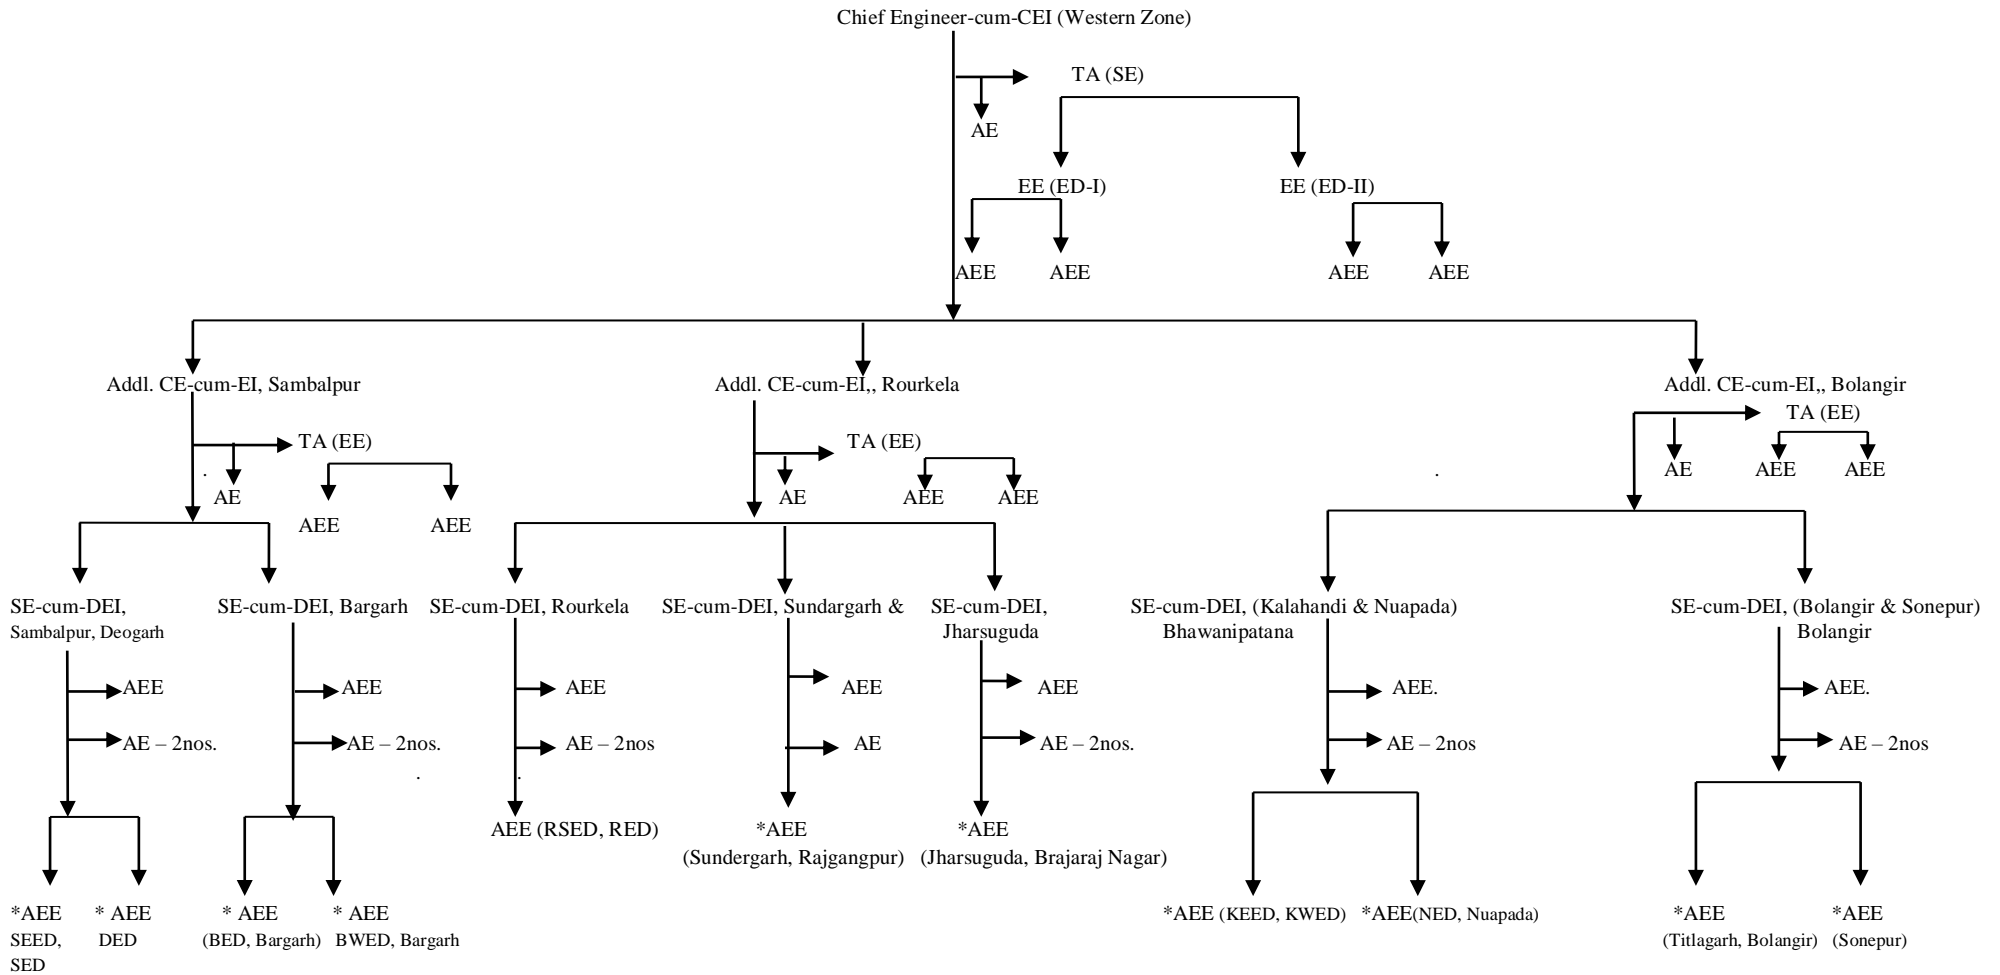 Chief Engineer-cum-CEI (Western Zone)
TA (SE)
AE
EE (ED-I)
EE (ED-II)
AEE
AEE
AEE
AEE
Addl. CE-cum-EI, Sambalpur
Addl. CE-cum-EI,, Rourkela
Addl. CE-cum-EI,, Bolangir
TA (EE)
AE
AEE
AEE
TA (EE)
AE
AEE
AEE
TA (EE)
AE
AEE
AEE
SE-cum-DEI,
Sambalpur, Deogarh
SE-cum-DEI, Bargarh
SE-cum-DEI, Rourkela
SE-cum-DEI, Sundargarh &
SE-cum-DEI,
Jharsuguda
SE-cum-DEI, (Kalahandi & Nuapada)
Bhawanipatana
SE-cum-DEI, (Bolangir & Sonepur)
Bolangir
AEE
AEE
AEE
AEE
AEE
AEE.
AEE.
AE – 2nos.
AE – 2nos.
AE – 2nos
AE
AE – 2nos.
AE – 2nos
AE – 2nos
AEE (RSED, RED)
*AEE
(Sundergarh, Rajgangpur)
*AEE
(Jharsuguda, Brajaraj Nagar)
*AEE
SEED,
SED
* AEE
DED
* AEE
(BED, Bargarh)
* AEE
BWED, Bargarh
*AEE (KEED, KWED)
*AEE(NED, Nuapada)
*AEE
(Titlagarh, Bolangir)
*AEE
(Sonepur)